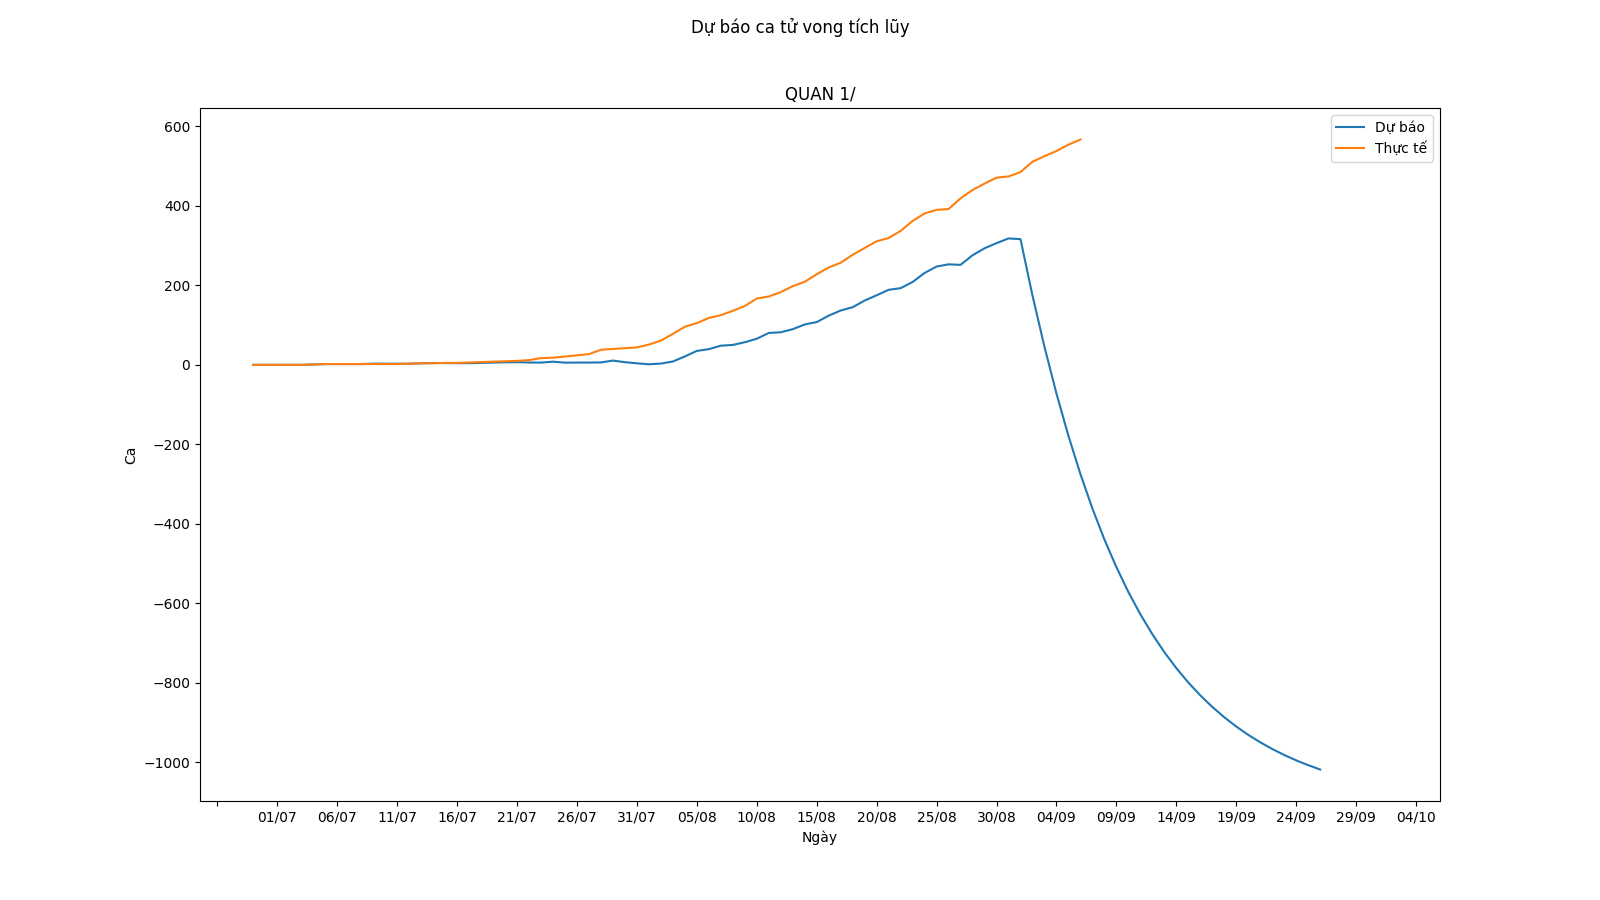 Dự báo ca tử vong tích lũy
QUAN 1/
Dự báo
Thực tế
600
400
200
0
−200
−400
−600
−800
−1000
Ca
01/07 06/07 11/07 16/07 21/07 26/07 31/07 05/08 10/08 15/08 20/08 25/08 30/08 04/09 09/09 14/09 19/09 24/09 29/09 04/10
Ngày